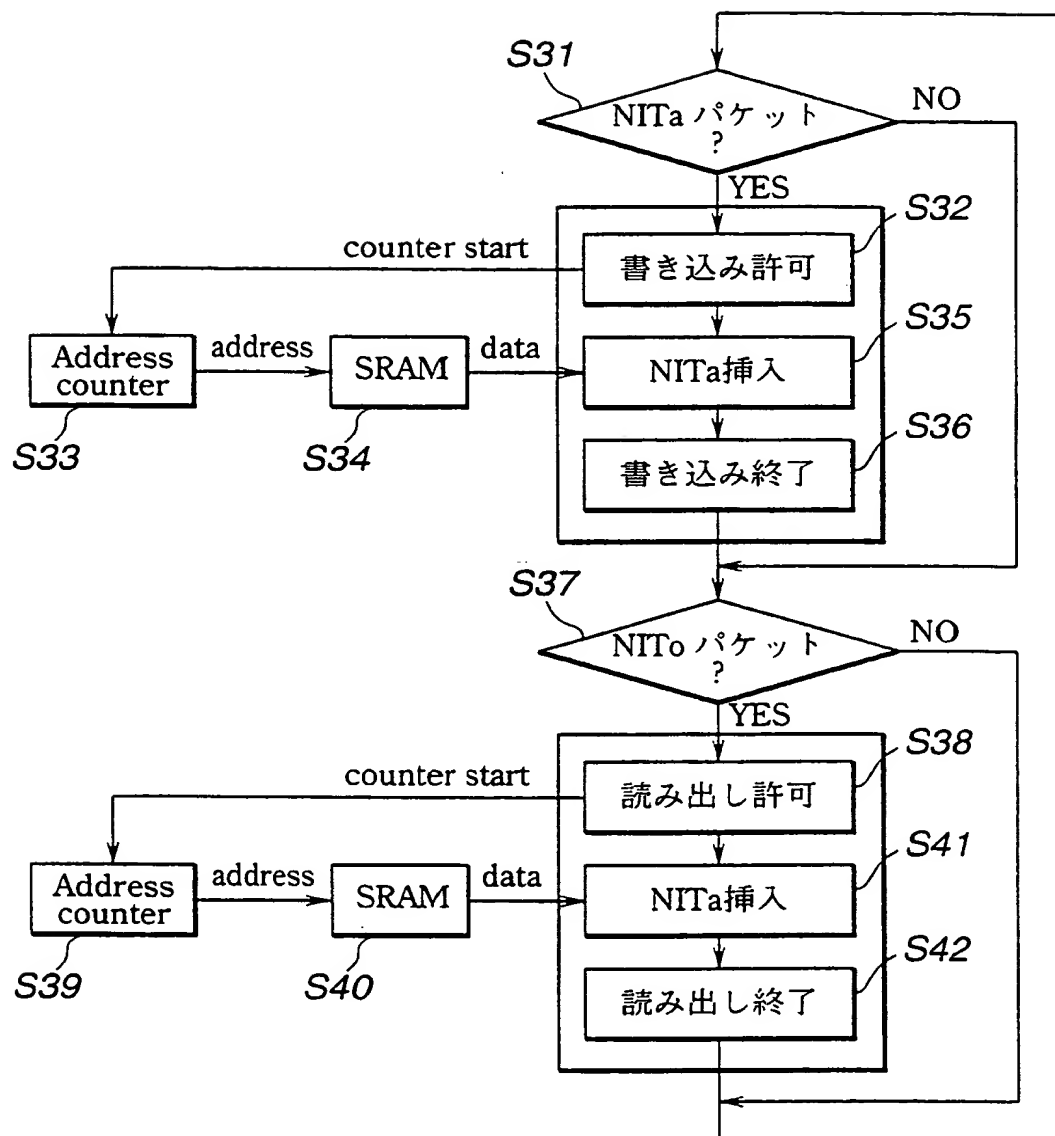 S31
NITa パケット
?
NO
YES
S32
書き込み許可
counter start
S35
Address
counter
address
SRAM
data
NITa挿入
S33
S34
S36
書き込み終了
S37
NITo パケット
?
NO
YES
S38
読み出し許可
counter start
S41
Address
counter
address
SRAM
data
NITa挿入
S39
S40
S42
読み出し終了